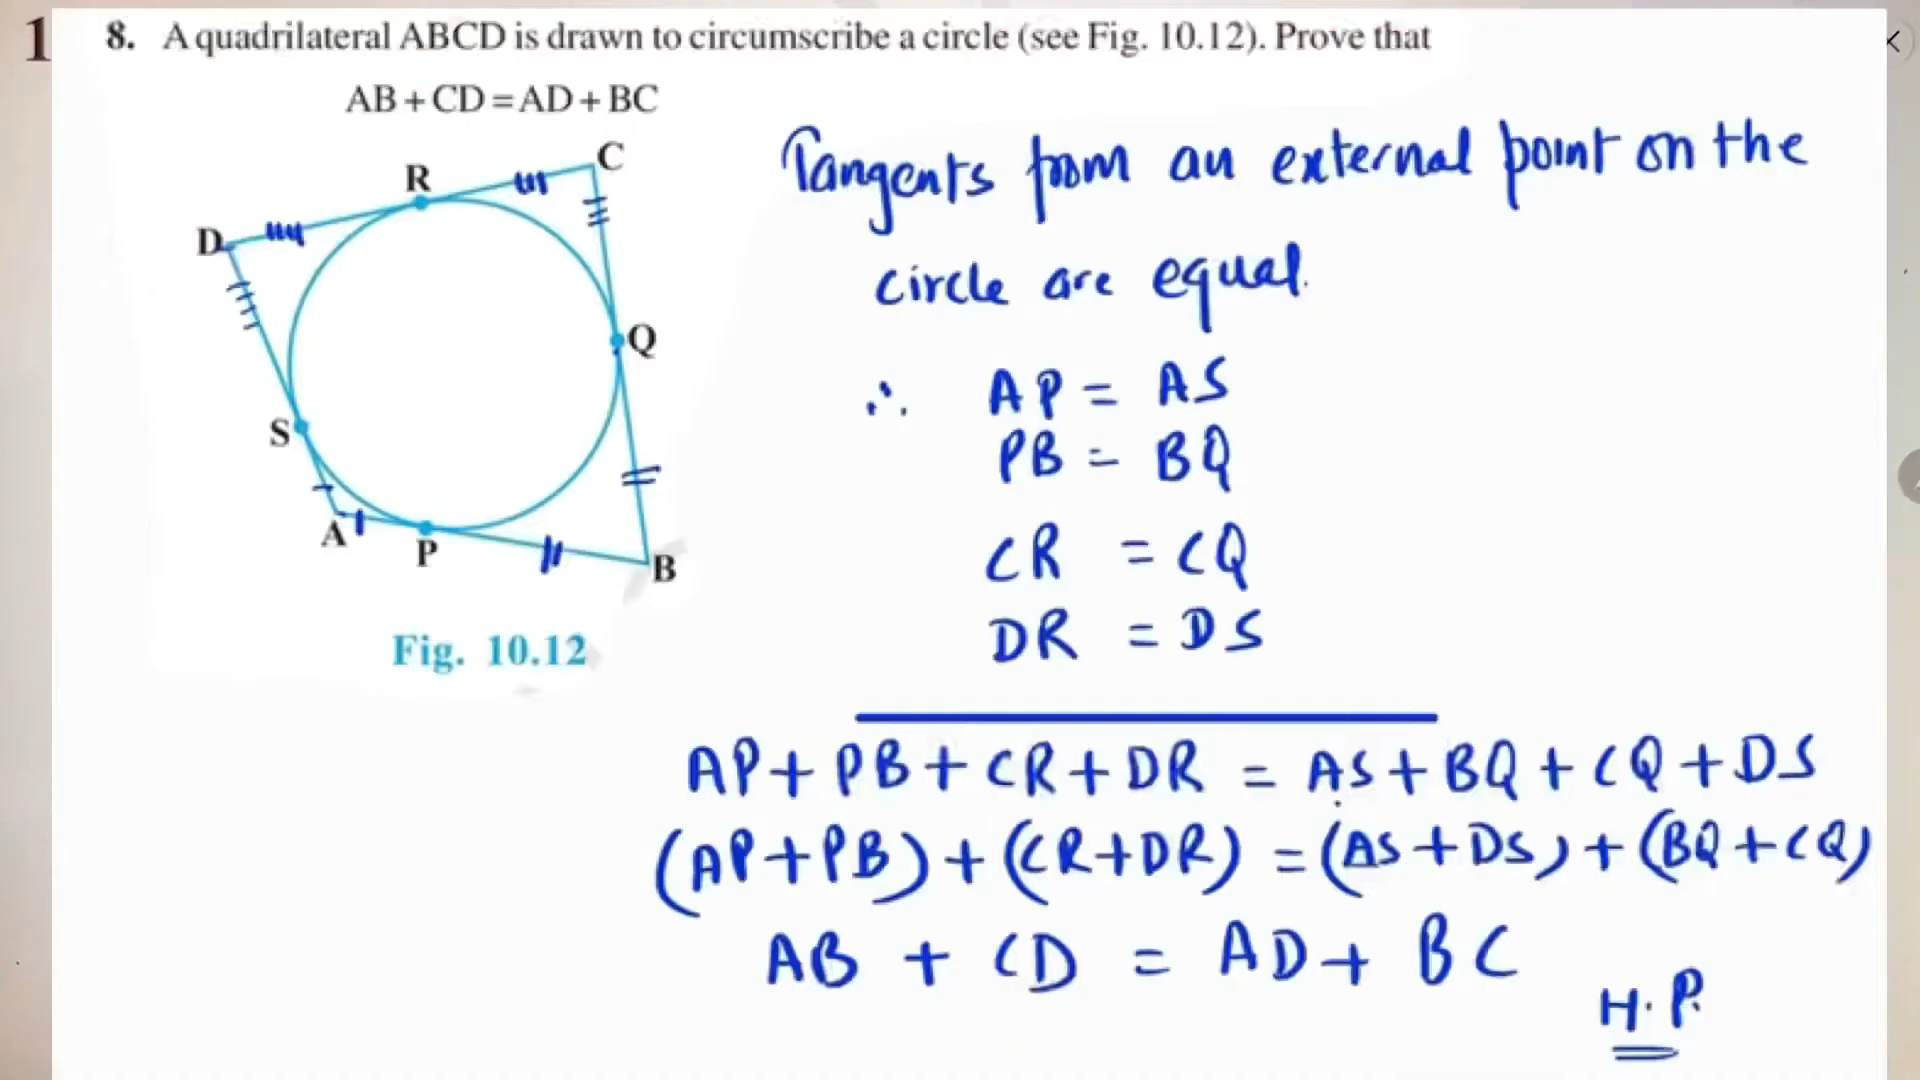 1
8. A quadrilateral ABCD is drawn to circumscribe a circle (see Fig. 10.12). Prove that
AB + CD = AD + BC
C
R
D
Q
S
A
P
B
Fig. 10.12
Tangents from an external point on the
circle are equal.
∴ AP = AS
PB = BQ
CR = CQ
DR = DS
AP + PB + CR + DR = AS + BQ + CQ + DS
(AP + PB) + (CR + DR) = (AS + DS) + (BQ + CQ)
AB + CD = AD + BC
H.P.